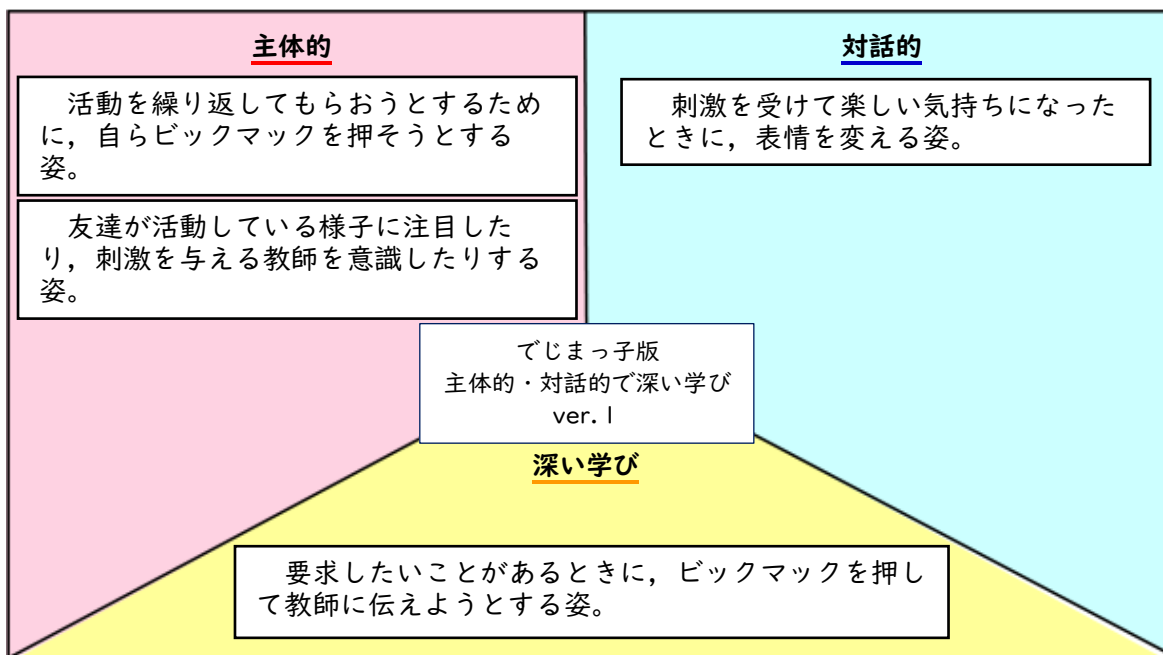 主体的
活動を繰り返してもらおうとするため
に，自らビックマックを押そうとする
姿。
友達が活動している様子に注目した
り，刺激を与える教師を意識したりする
姿。
対話的
刺激を受けて楽しい気持ちになった
ときに，表情を変える姿。
でじまっ子版
主体的・対話的で深い学び
ver.1
深い学び
要求したいことがあるときに，ビックマックを押し
て教師に伝えようとする姿。